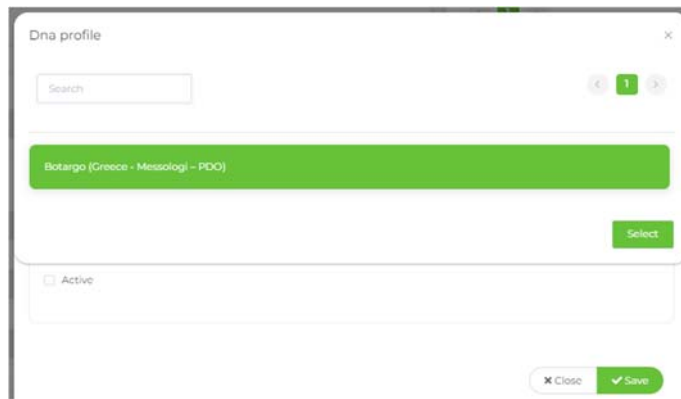 Dna profile
×
Search
< 1 >
Botargo (Greece - Messologi – PDO)
Select
Active
× Close
✔ Save